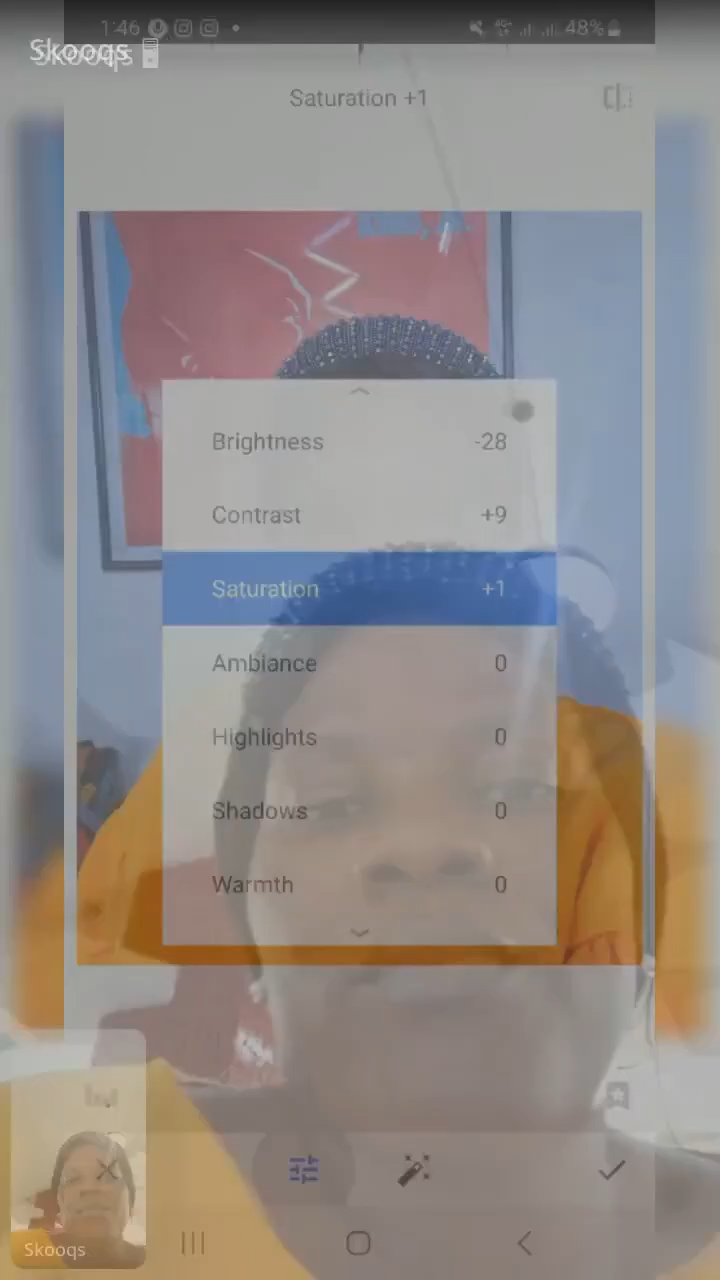 1:46
48%
Skooqs
Saturation +1
Brightness -28
Contrast +9
Saturation +1
Ambiance 0
Highlights 0
Shadows 0
Warmth 0
Skooqs